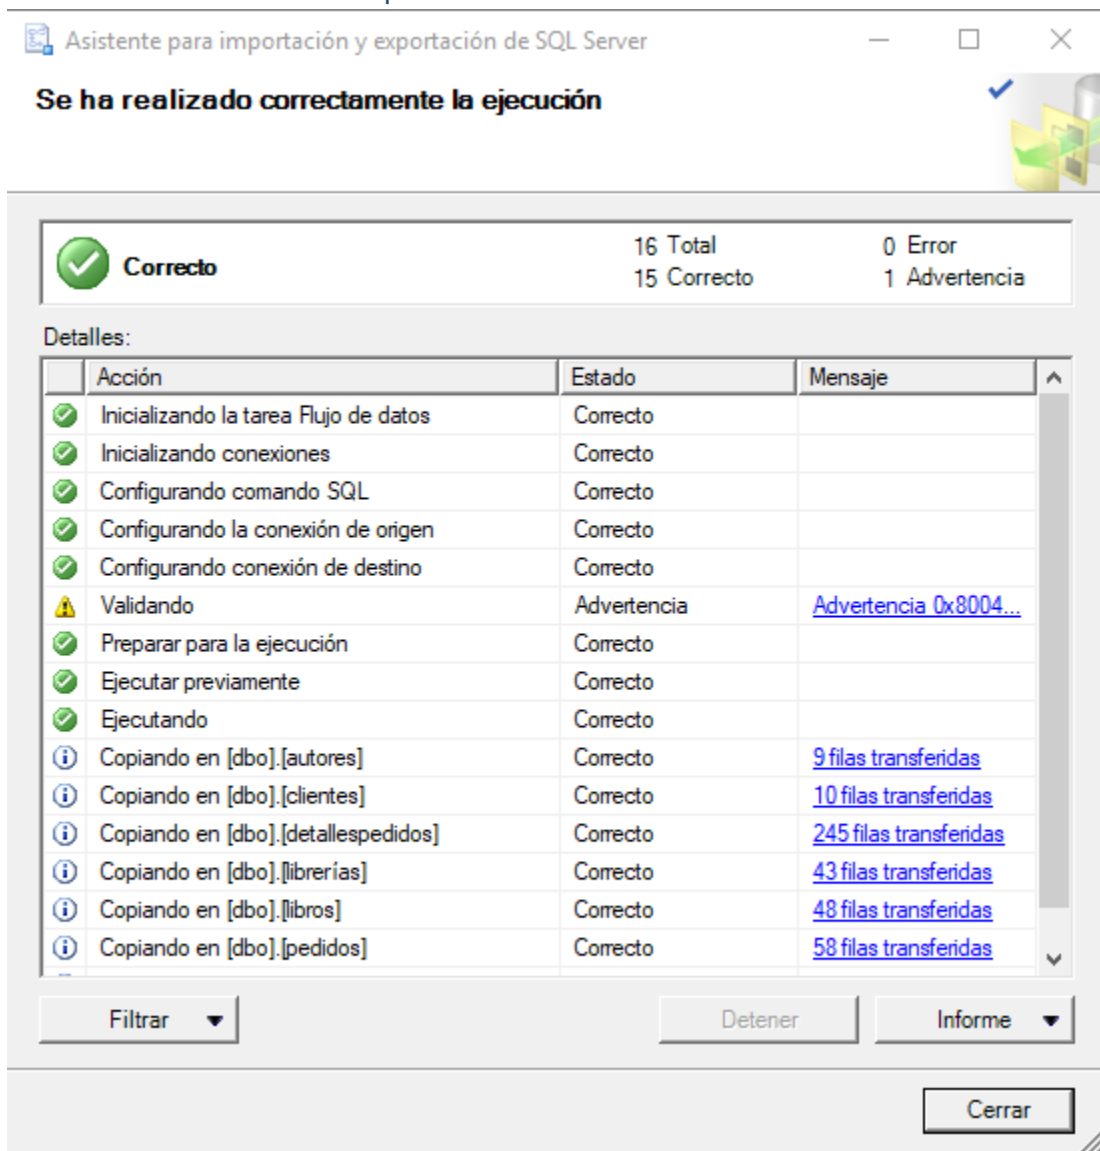 Asistente para importación y exportación de SQL Server
Se ha realizado correctamente la ejecución
Correcto
16 Total
0 Error
15 Correcto
1 Advertencia
Detalles:
Acción Estado Mensaje
Inicializando la tarea Flujo de datos Correcto
Inicializando conexiones Correcto
Configurando comando SQL Correcto
Configurando la conexión de origen Correcto
Configurando conexión de destino Correcto
Validando Advertencia Advertencia 0x8004...
Preparar para la ejecución Correcto
Ejecutar previamente Correcto
Ejecutando Correcto
Copiando en [dbo].[autores] Correcto 9 filas transferidas
Copiando en [dbo].[clientes] Correcto 10 filas transferidas
Copiando en [dbo].[detallespedidos] Correcto 245 filas transferidas
Copiando en [dbo].[librerías] Correcto 43 filas transferidas
Copiando en [dbo].[libros] Correcto 48 filas transferidas
Copiando en [dbo].[pedidos] Correcto 58 filas transferidas
Filtrar Detener Informe
Cerrar